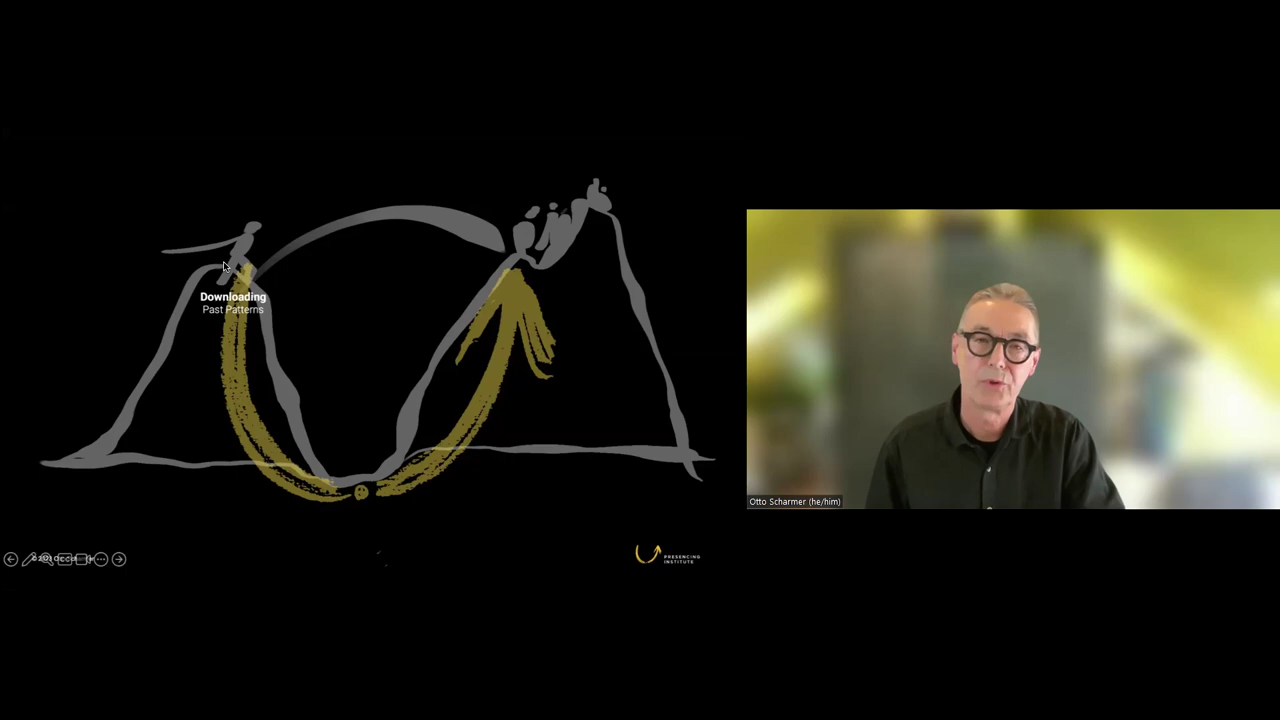 Downloading
Past Patterns
Otto Scharmer (he/him)
PRESENCING
INSTITUTE